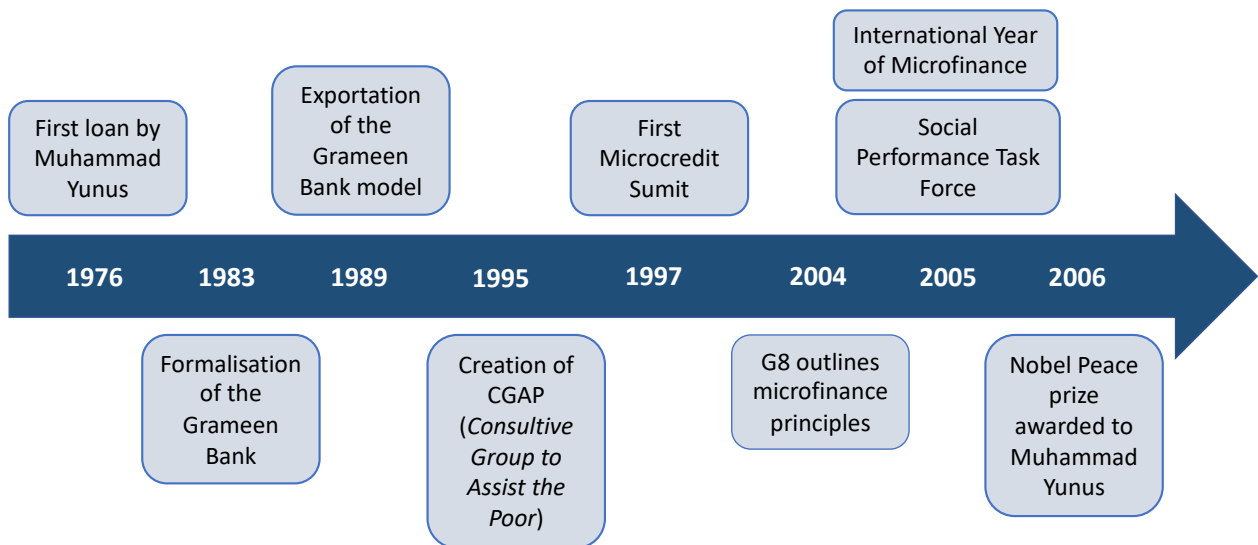 International Year
of Microfinance
Exportation
of the
Grameen
Bank model
First loan by
Muhammad
Yunus
First
Microcredit
Sumit
Social
Performance Task
Force
1976 1983 1989 1995 1997 2004 2005 2006
Formalisation
of the
Grameen
Bank
Creation of
CGAP
(Consultive
Group to
Assist the
Poor)
G8 outlines
microfinance
principles
Nobel Peace
prize
awarded to
Muhammad
Yunus